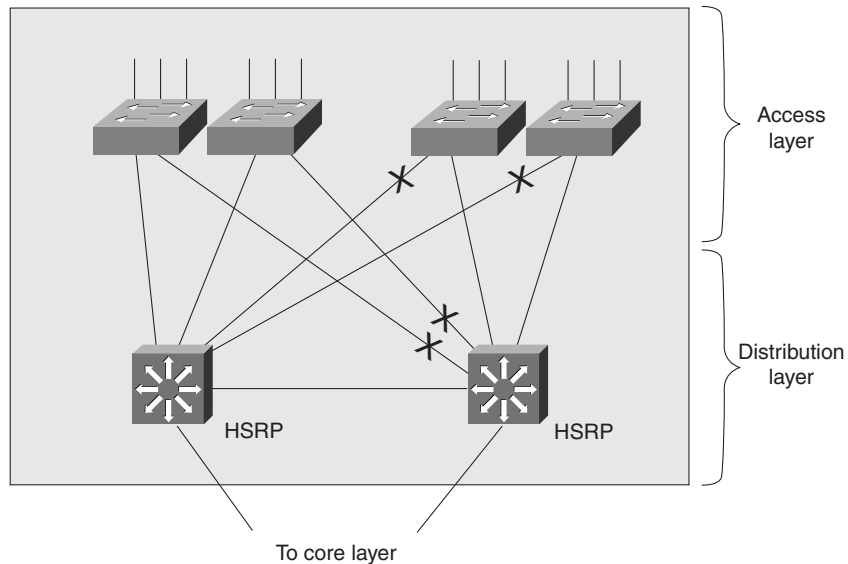 Access
layer
Distribution
layer
HSRP
HSRP
To core layer